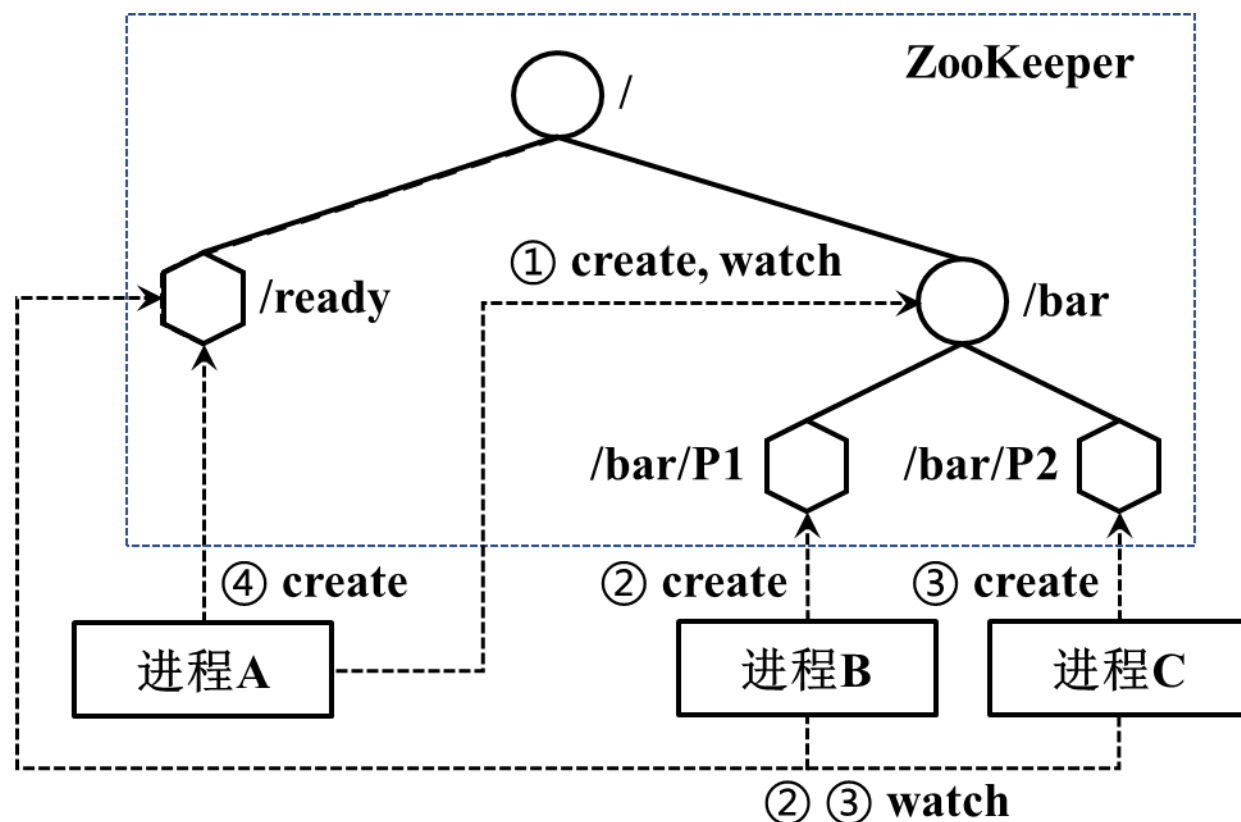 ZooKeeper
/
① create, watch
/ready
/bar
/bar/P1
/bar/P2
④ create
② create
③ create
进程A
进程B
进程C
② ③ watch